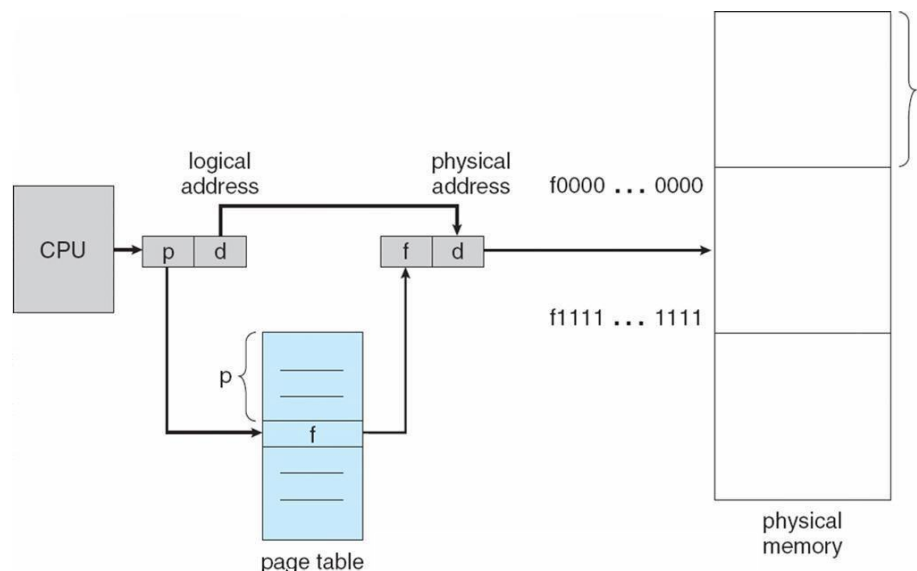 logical
address
physical
address
f0000 ... 0000
CPU
p
d
f
d
f1111 ... 1111
p
f
page table
physical
memory